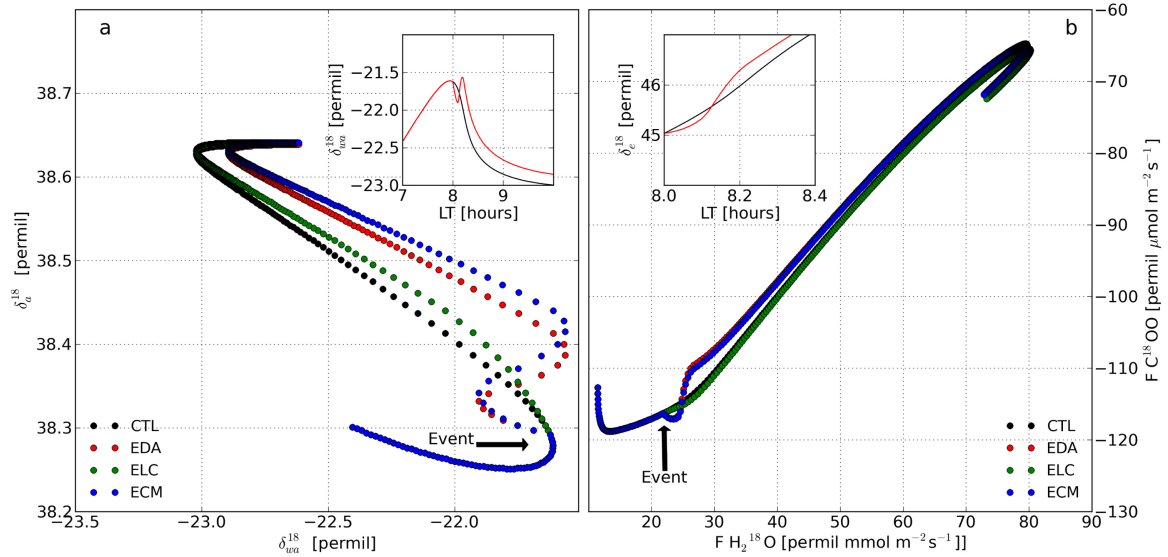 a
38.7
38.6
38.5
38.4
38.3
38.2
δ_a^18 [permil]
−23.5
−23.0
−22.5
−22.0
δ_wa^18 [permil]
CTL
EDA
ELC
ECM
Event
−21.5
−22.0
−22.5
−23.0
δ_wa^18 [permil]
7
8
9
LT [hours]
b
46
45
δ_e^18 [permil]
8.0
8.2
8.4
LT [hours]
Event
CTL
EDA
ELC
ECM
20
30
40
50
60
70
80
90
F H₂¹⁸O [permil mmol m⁻² s⁻¹]]
−60
−70
−80
−90
−100
−110
−120
−130
F C¹⁸OO [permil μmol m⁻² s⁻¹]